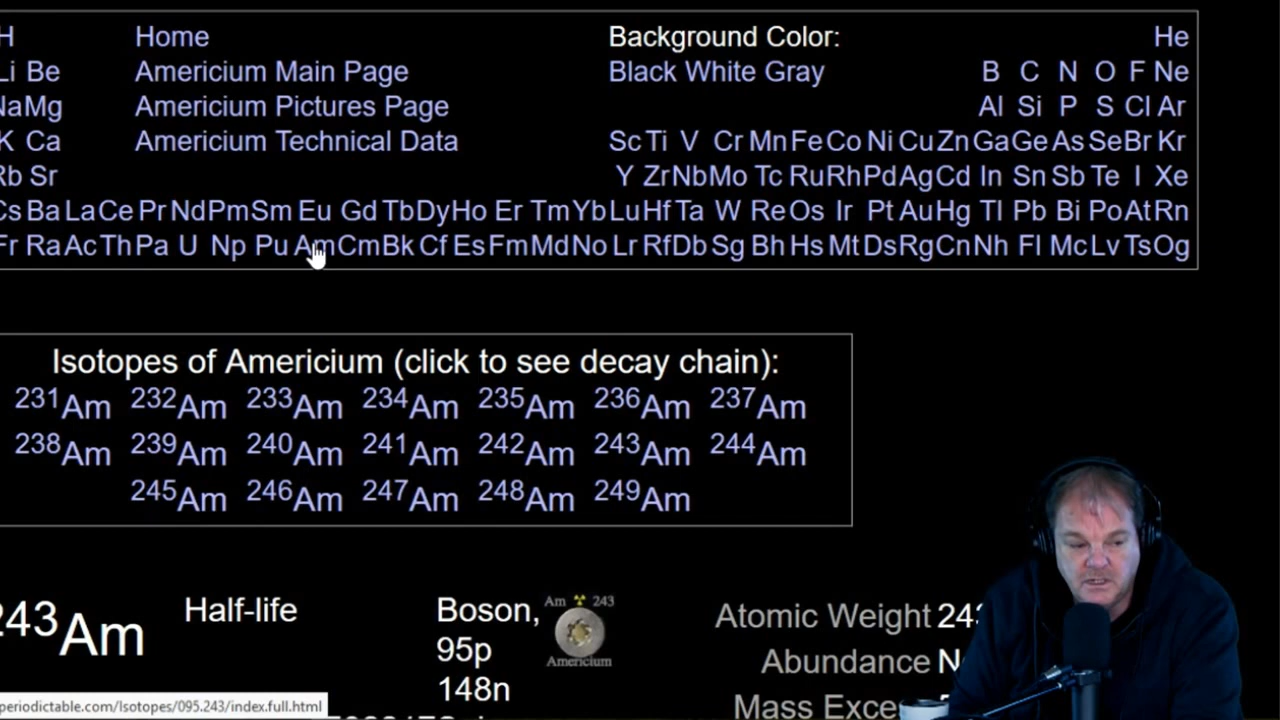 H Home Background Color: He
Li Be Americium Main Page Black White Gray B C N O F Ne
NaMg Americium Pictures Page Al Si P S Cl Ar
K Ca Americium Technical Data Sc Ti V Cr Mn Fe Co Ni Cu Zn Ga Ge As Se Br Kr
Rb Sr Y Zr Nb Mo Tc Ru Rh Pd Ag Cd In Sn Sb Te I Xe
Cs Ba La Ce Pr Nd Pm Sm Eu Gd Tb Dy Ho Er Tm Yb Lu Hf Ta W Re Os Ir Pt Au Hg Tl Pb Bi Po At Rn
Fr Ra Ac Th Pa U Np Pu Am Cm Bk Cf Es Fm Md No Lr Rf Db Sg Bh Hs Mt Ds Rg Cn Nh Fl Mc Lv Ts Og
Isotopes of Americium (click to see decay chain):
231Am 232Am 233Am 234Am 235Am 236Am 237Am
238Am 239Am 240Am 241Am 242Am 243Am 244Am
245Am 246Am 247Am 248Am 249Am
243Am Half-life Boson, Am 243 Atomic Weight 243
95p Americium Abundance
148n Mass
periodictable.com/Isotopes/095.243/index.full.html